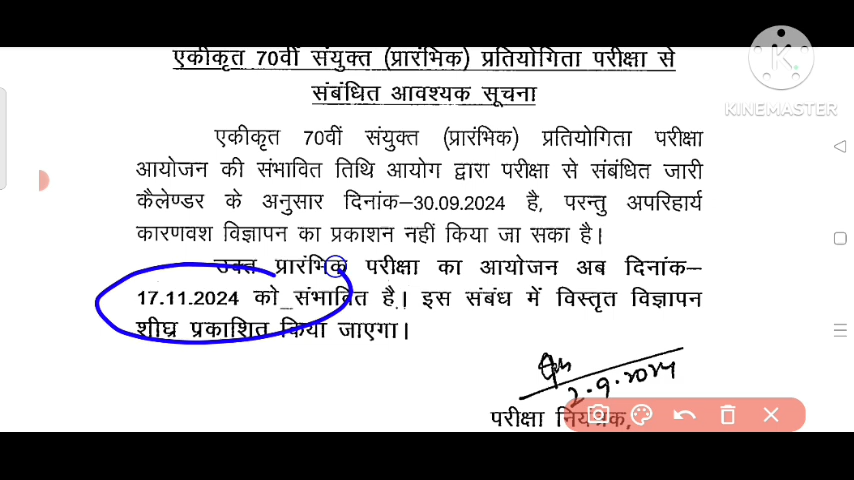 एकीकृत 70वीं संयुक्त (प्रारंभिक) प्रतियोगिता परीक्षा से
संबंधित आवश्यक सूचना
KINEMASTER
एकीकृत 70वीं संयुक्त (प्रारंभिक) प्रतियोगिता परीक्षा
आयोजन की संभावित तिथि आयोग द्वारा परीक्षा से संबंधित जारी
कैलेण्डर के अनुसार दिनांक–30.09.2024 है, परन्तु अपरिहार्य
कारणवश विज्ञापन का प्रकाशन नहीं किया जा सका है।
उक्त प्रारंभिक परीक्षा का आयोजन अब दिनांक–
17.11.2024 को संभावित है। इस संबंध में विस्तृत विज्ञापन
शीघ्र प्रकाशित किया जाएगा।
2.9.2024
परीक्षा नियंत्रक,